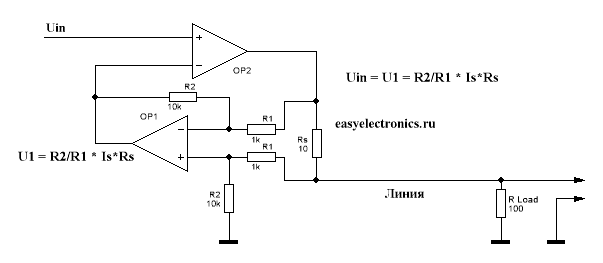 Uin
OP2
Uin = U1 = R2/R1 * Is*Rs
R2
10k
OP1
R1
1k
easyelectronics.ru
Rs
10
U1 = R2/R1 * Is*Rs
R1
1k
R2
10k
Линия
R Load
100